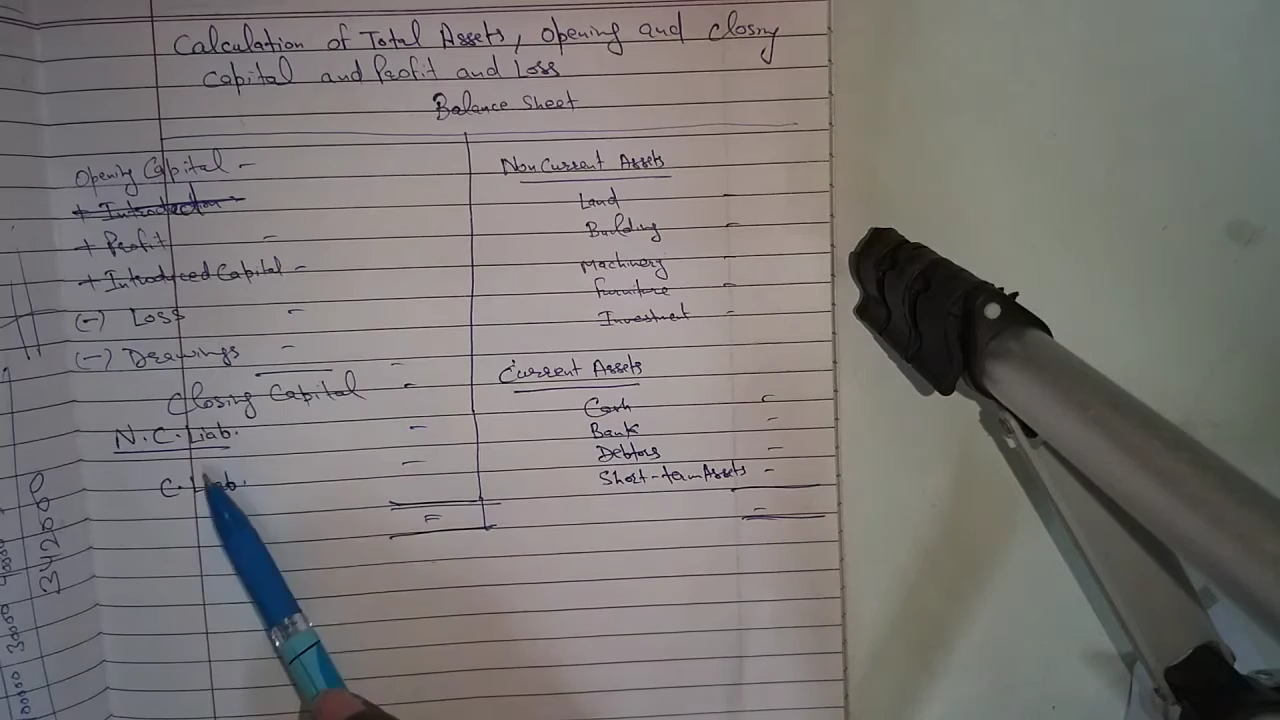 Calculation of Total Assets, Opening and Closing
Capital and Profit and Loss
Balance Sheet
Opening Capital -
+ Introduction -
+ Profit -
+ Introduced Capital -
(-) Loss -
(-) Drawings -
Closing Capital -
N.C.Liab. -
C.Liab. -
=
Non Current Assets
Land -
Building -
Machinery -
Furniture -
Investment -
Current Assets
Cash
Bank -
Debtors -
Short-term Assets -
-
342500